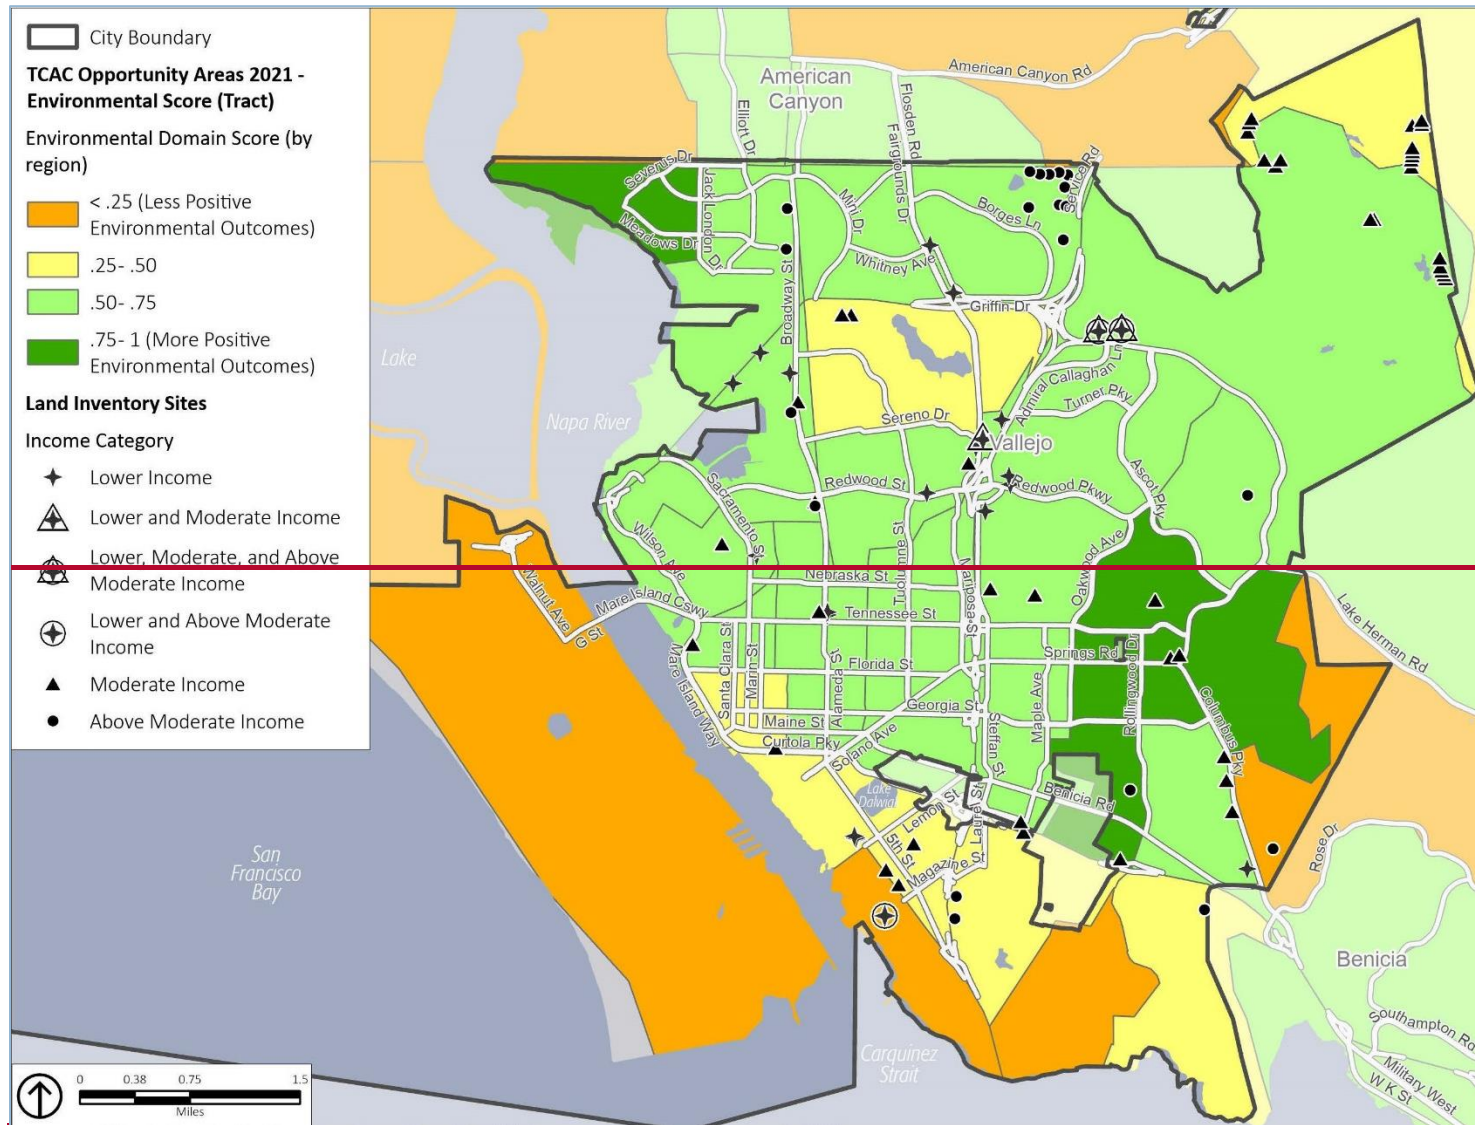 City Boundary
TCAC Opportunity Areas 2021 -
Environmental Score (Tract)
Environmental Domain Score (by
region)
< .25 (Less Positive
Environmental Outcomes)
.25- .50
.50- .75
.75- 1 (More Positive
Environmental Outcomes)
Land Inventory Sites
Income Category
Lower Income
Lower and Moderate Income
Lower, Moderate, and Above
Moderate Income
Lower and Above Moderate
Income
Moderate Income
Above Moderate Income
American
Canyon
American Canyon Rd
Elliott Dr
Flosden Rd
Fairgrounds Dr
Service Rd
Severus Dr
Jack London Dr
Meadows Dr
Mini Dr
Borges Ln
Whitney Ave
Broadway St
Griffin Dr
Lake
Napa River
Admiral Callaghan Ln
Turner Pky
Sereno Dr
Vallejo
Ascot Pky
Redwood St
Redwood Pkwy
Sacramento St
Wilson Ave
Tuolumne St
Mariposa St
Oakwood Ave
Nebraska St
Walnut Ave
G St
Mare Island Cswy
Tennessee St
Lake Herman Rd
Santa Clara St
Marin St
Florida St
Springs Rd
Rollingwood Dr
Mare Island Way
Alameda St
Georgia St
Maple Ave
Columbus Pky
Maine St
Curtola Pky
Solano Ave
Steffan St
Lake
Dalwial
Lemon St
Laurel St
Benicia Rd
5th St
Magazine St
Rose Dr
San
Francisco
Bay
Benicia
Southampton Rd
Carquinez
Strait
Military West
W K St
0 0.38 0.75 1.5
Miles